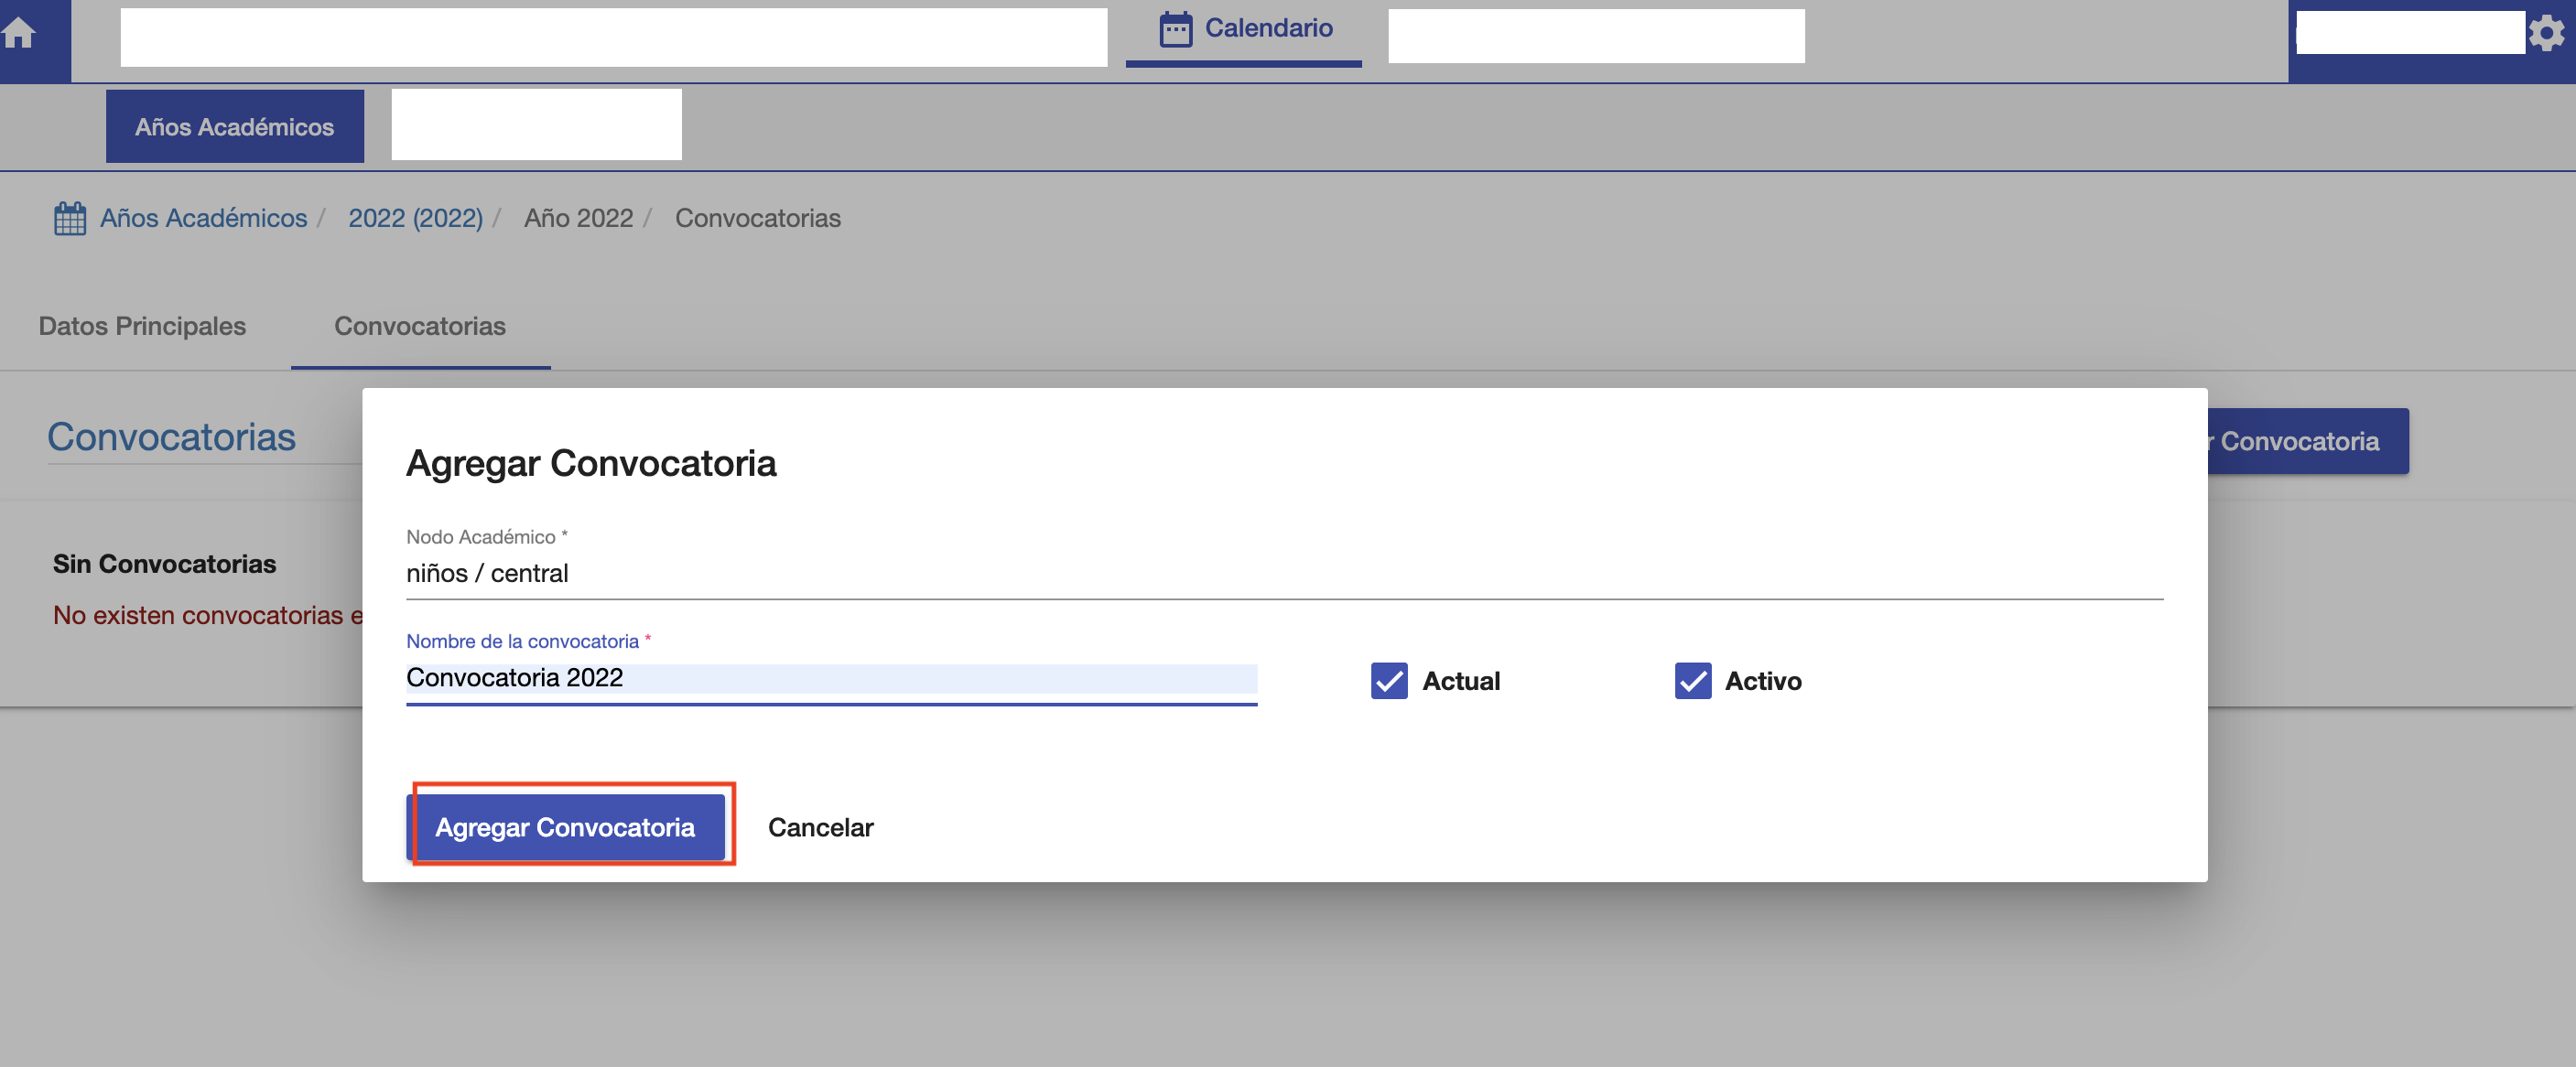 Calendario
Años Académicos
Años Académicos / 2022 (2022) / Año 2022 / Convocatorias
Datos Principales Convocatorias
Convocatorias
r Convocatoria
Agregar Convocatoria
Nodo Académico *
niños / central
Sin Convocatorias
No existen convocatorias e
Nombre de la convocatoria *
Convocatoria 2022
Actual
Activo
Agregar Convocatoria
Cancelar